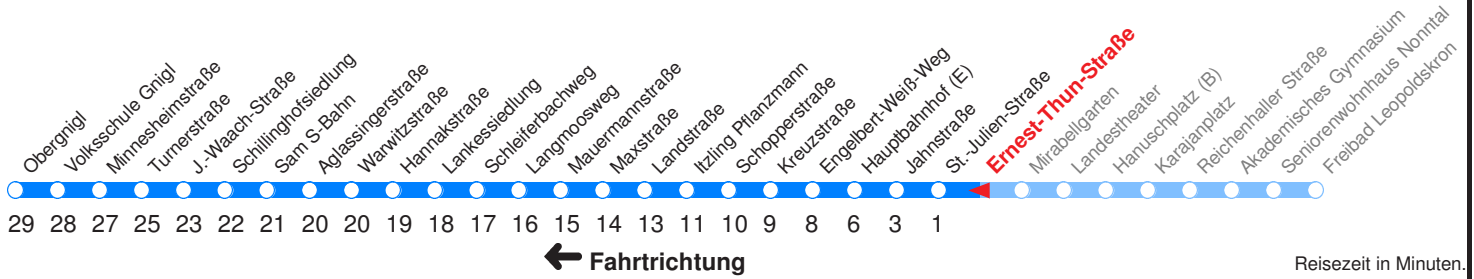 Obergnigl
Volksschule Gnigl
Minnesheimstraße
Turnerstraße
J.-Waach-Straße
Schillinghofsiedlung
Sam S-Bahn
Aglassingerstraße
Warwitzstraße
Hannakstraße
Lankessiedlung
Schleiferbachweg
Langmoosweg
Mauermannstraße
Maxstraße
Landstraße
Itzling Pflanzmann
Schopperstraße
Kreuzstraße
Engelbert-Weiß-Weg
Hauptbahnhof (E)
Jahnstraße
St.-Julien-Straße
Ernest-Thun-Straße
Mirabellgarten
Landestheater
Hanuschplatz (B)
Karajanplatz
Reichenhaller Straße
Akademisches Gymnasium
Seniorenwohnhaus Nonntal
Freibad Leopoldskron
29 28 27 25 23 22 21 20 20 19 18 17 16 15 14 13 11 10 9 8 6 3 1
Fahrtrichtung
Reisezeit in Minuten.